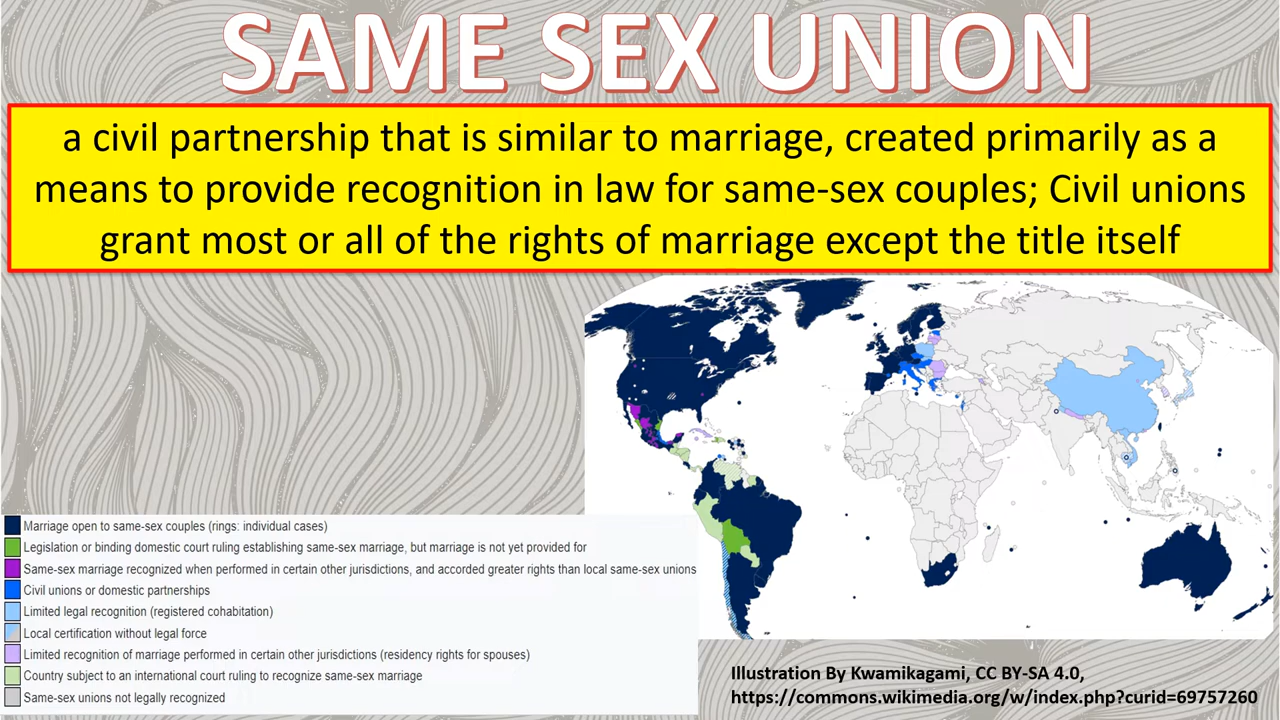 SAME SEX UNION
a civil partnership that is similar to marriage, created primarily as a
means to provide recognition in law for same-sex couples; Civil unions
grant most or all of the rights of marriage except the title itself
Marriage open to same-sex couples (rings: individual cases)
Legislation or binding domestic court ruling establishing same-sex marriage, but marriage is not yet provided for
Same-sex marriage recognized when performed in certain other jurisdictions, and accorded greater rights than local same-sex unions
Civil unions or domestic partnerships
Limited legal recognition (registered cohabitation)
Local certification without legal force
Limited recognition of marriage performed in certain other jurisdictions (residency rights for spouses)
Country subject to an international court ruling to recognize same-sex marriage
Same-sex unions not legally recognized
Illustration By Kwamikagami, CC BY-SA 4.0,
https://commons.wikimedia.org/w/index.php?curid=69757260